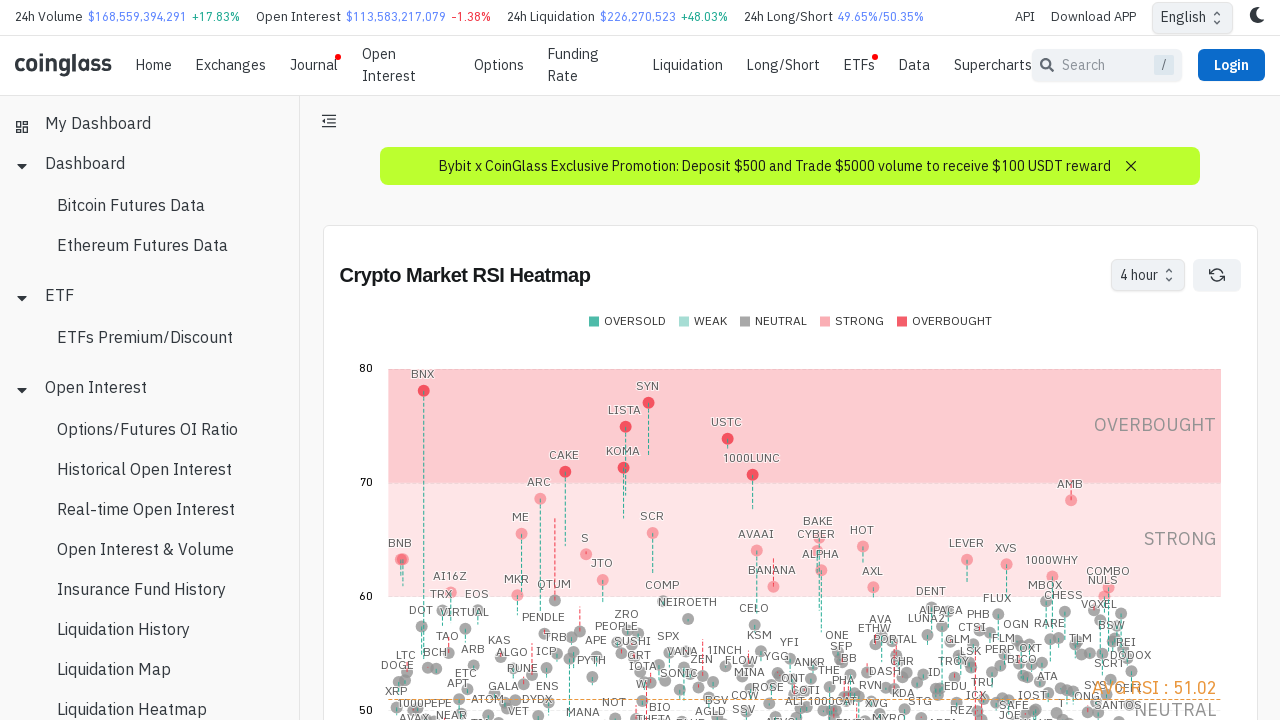 24h Volume $168,559,394,291 +17.83% Open Interest $113,583,217,079 -1.38% 24h Liquidation $226,270,523 +48.03% 24h Long/Short 49.65%/50.35% API Download APP English
coinglass Home Exchanges Journal Open Interest Options Funding Rate Liquidation Long/Short ETFs Data Supercharts Search / Login
My Dashboard
Dashboard
Bitcoin Futures Data
Ethereum Futures Data
ETF
ETFs Premium/Discount
Open Interest
Options/Futures OI Ratio
Historical Open Interest
Real-time Open Interest
Open Interest & Volume
Insurance Fund History
Liquidation History
Liquidation Map
Liquidation Heatmap
Bybit x CoinGlass Exclusive Promotion: Deposit $500 and Trade $5000 volume to receive $100 USDT reward
Crypto Market RSI Heatmap
4 hour
OVERSOLD WEAK NEUTRAL STRONG OVERBOUGHT
80
BNX
SYN
LISTA
USTC
OVERBOUGHT
CAKE KOMA 1000LUNC
70
ARC AMB
ME SCR BAKE
S AVAAI CYBER HOT STRONG
BNB JTO ALPHA LEVER XVS
AI16Z MKR QTUM COMP BANANA AXL 1000WHY COMBO
60
TRX EOS DENT MBOX NULS
DOT VIRTUAL PENDLE ZRO NEIROETH CELO ALPACA FLUX CHESS VOXEL
TAO KAS TRB PEOPLE SPX KSM ONE AVA LUNA2 PHB OGN RARE BSW
LTC BCH ARB ALGO ICP APE SUSHI VANA 1INCH YFI SFP ETHW PORTAL GLM CTSI FLM TLM REI
DOGE ETC RUNE PYTH GRT ZEN FLOW YGG ANKR BB CHR LSK PERP DXT DODOX
XRP APT GALA ENS IOTA SONIC MINA THE DASH ID TROY BICO SCRT
1000PEPE ATOM DYDX W BSV COW ROSE COTI PHA RVN EDU TRU ATA AVG RSI : 51.02
AVAX NEAR VET MANA NOT BIO AGLD SSV ALT 1000CAT XVG KDA STG ICX IOST SANTOS NEUTRAL
50
THETA MYRO REZ SAFE JOE